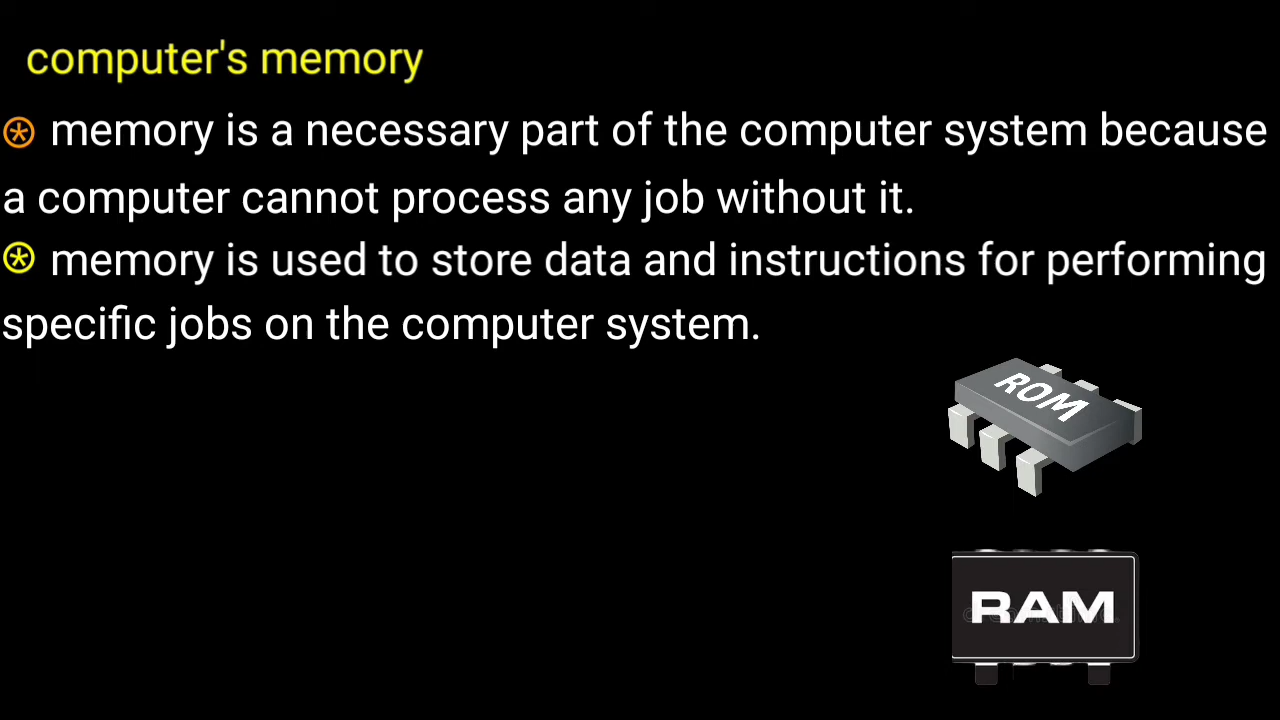 computer's memory
memory is a necessary part of the computer system because
a computer cannot process any job without it.
memory is used to store data and instructions for performing
specific jobs on the computer system.
ROM
RAM